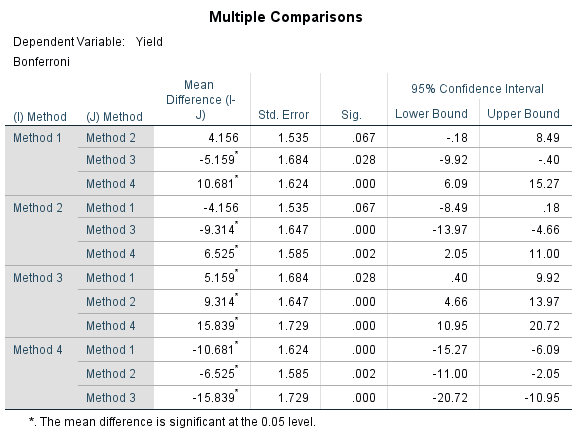 Multiple Comparisons
Dependent Variable: Yield
Bonferroni
(I) Method (J) Method Mean Difference (I-J) Std. Error Sig. 95% Confidence Interval
Lower Bound Upper Bound
Method 1 Method 2 4.156 1.535 .067 -.18 8.49
Method 3 -5.159* 1.684 .028 -9.92 -.40
Method 4 10.681* 1.624 .000 6.09 15.27
Method 2 Method 1 -4.156 1.535 .067 -8.49 .18
Method 3 -9.314* 1.647 .000 -13.97 -4.66
Method 4 6.525* 1.585 .002 2.05 11.00
Method 3 Method 1 5.159* 1.684 .028 .40 9.92
Method 2 9.314* 1.647 .000 4.66 13.97
Method 4 15.839* 1.729 .000 10.95 20.72
Method 4 Method 1 -10.681* 1.624 .000 -15.27 -6.09
Method 2 -6.525* 1.585 .002 -11.00 -2.05
Method 3 -15.839* 1.729 .000 -20.72 -10.95
*. The mean difference is significant at the 0.05 level.